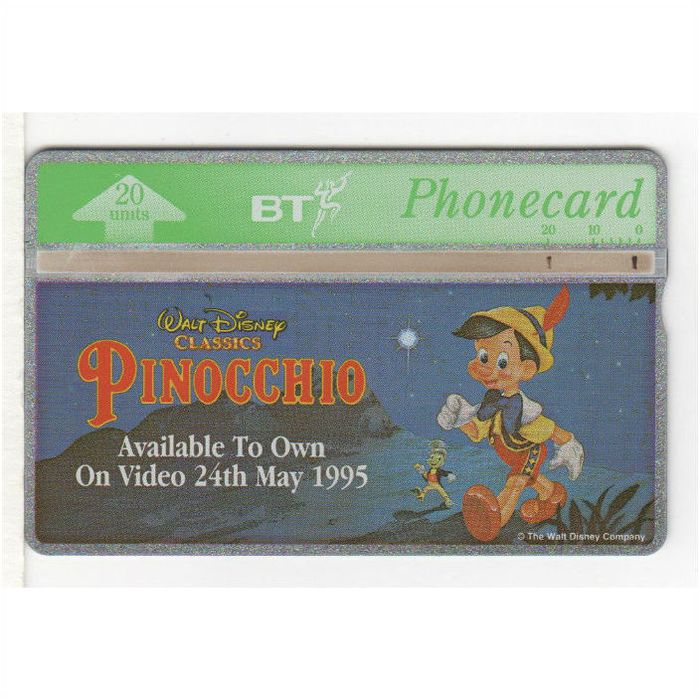 20
units
BT
Phonecard
20 10 0
WALT DISNEY
CLASSICS
PINOCCHIO
Available To Own
On Video 24th May 1995
© The Walt Disney Company